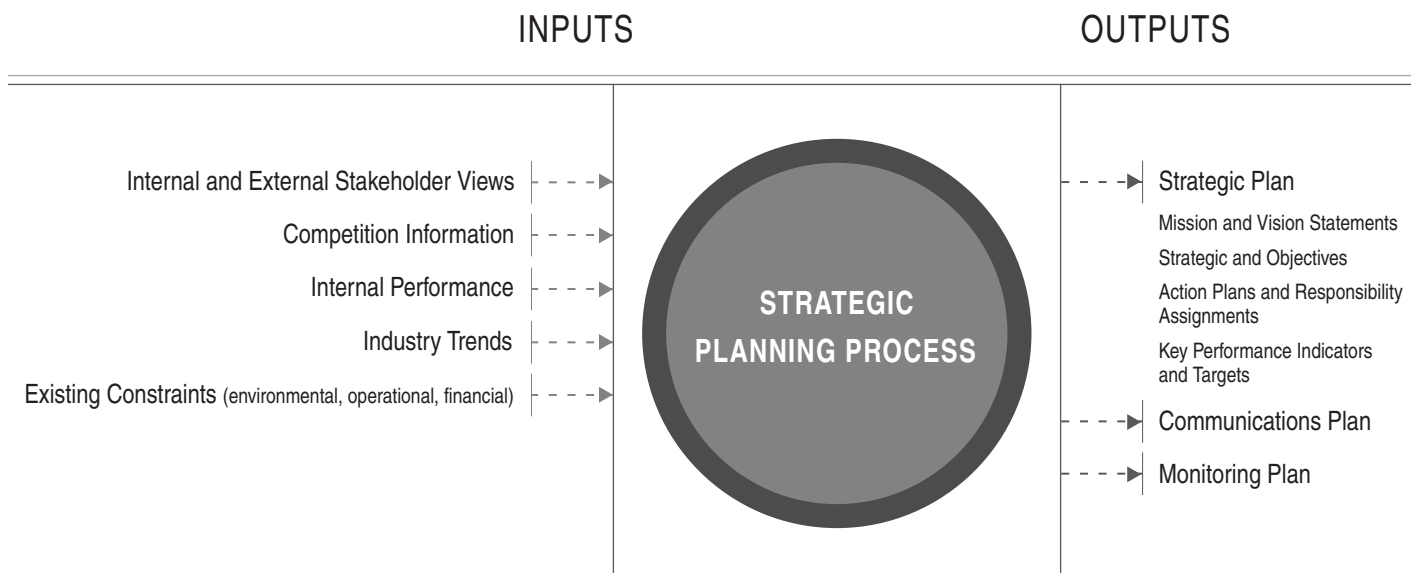 INPUTS
OUTPUTS
Internal and External Stakeholder Views
Competition Information
Internal Performance
Industry Trends
Existing Constraints (environmental, operational, financial)
STRATEGIC
PLANNING PROCESS
Strategic Plan
Mission and Vision Statements
Strategic and Objectives
Action Plans and Responsibility
Assignments
Key Performance Indicators
and Targets
Communications Plan
Monitoring Plan